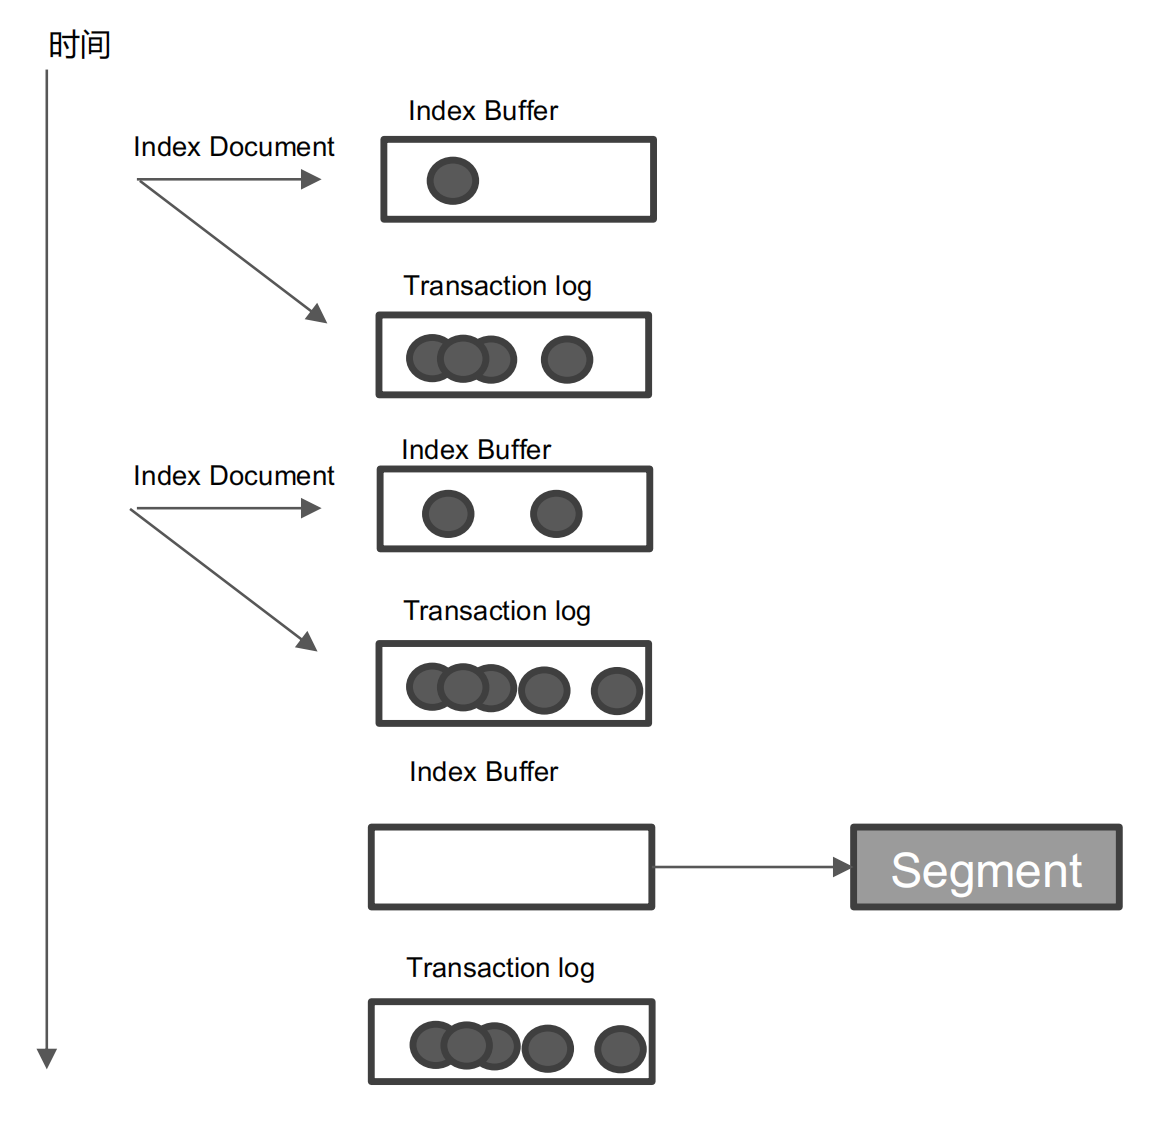 时间
Index Buffer
Index Document
Transaction log
Index Buffer
Index Document
Transaction log
Index Buffer
Segment
Transaction log